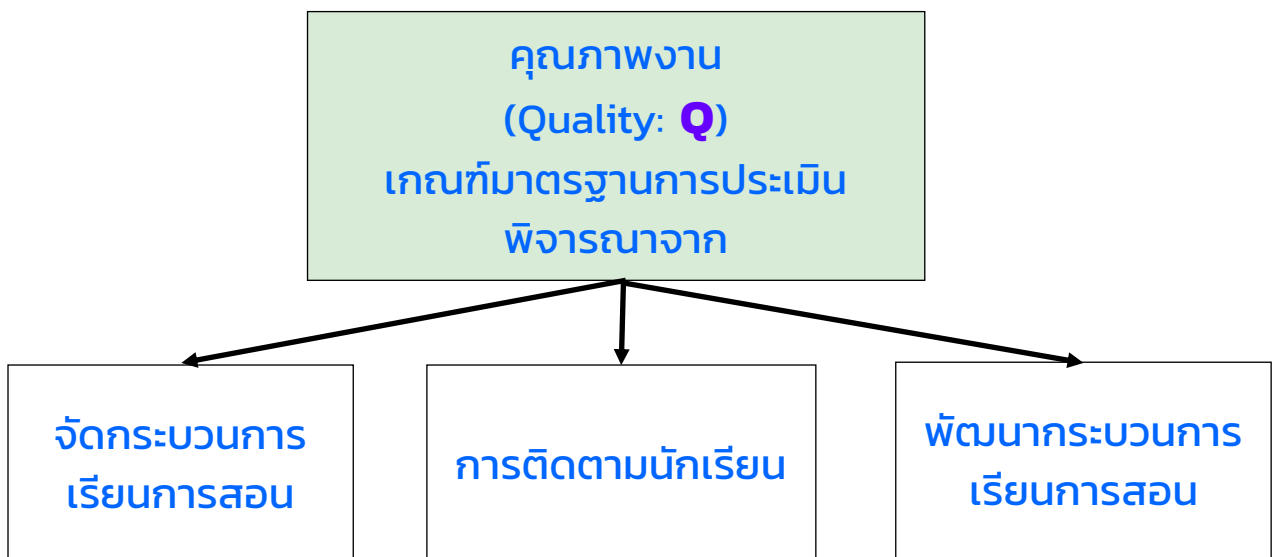 คุณภาพงาน
(Quality: Q)
เกณฑ์มาตรฐานการประเมิน
พิจารณาจาก
จัดกระบวนการ
เรียนการสอน
การติดตามนักเรียน
พัฒนากระบวนการ
เรียนการสอน